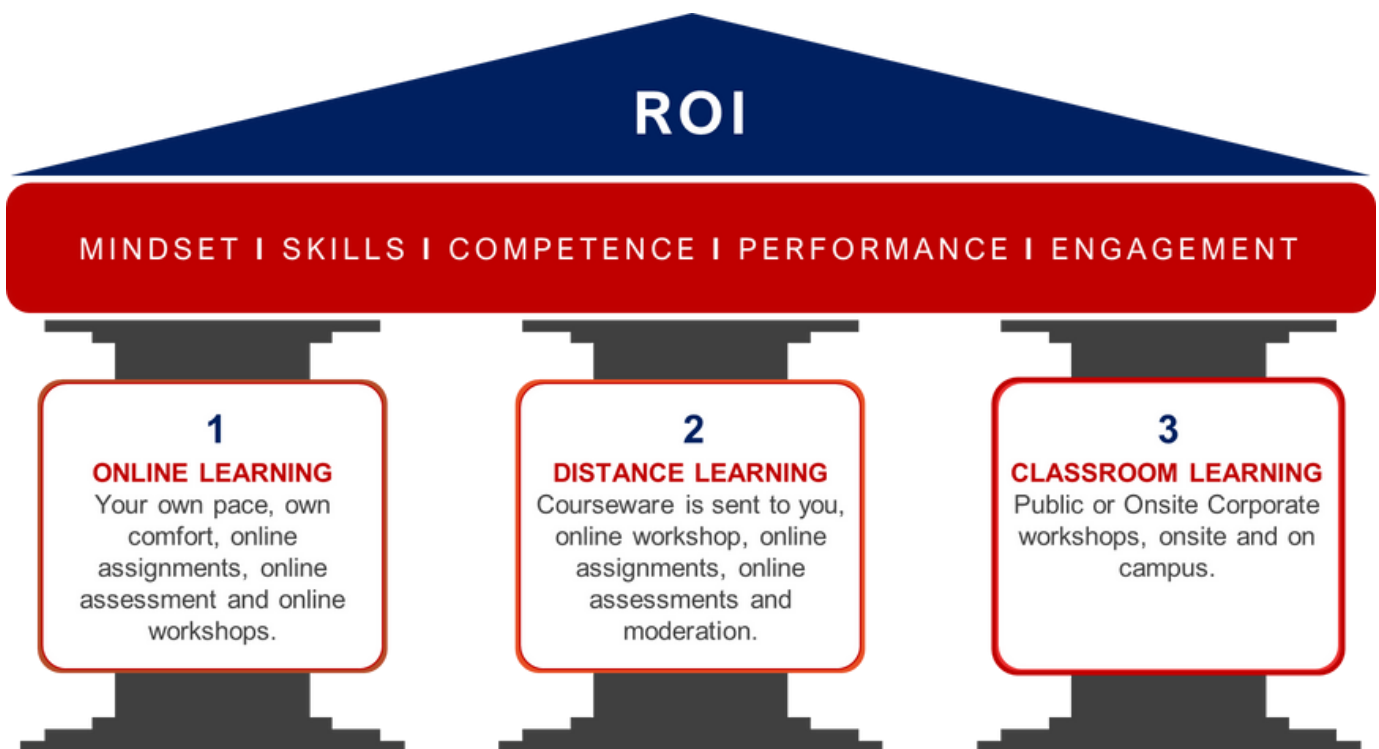 ROI
MINDSET I SKILLS I COMPETENCE I PERFORMANCE I ENGAGEMENT
1
ONLINE LEARNING
Your own pace, own
comfort, online
assignments, online
assessment and online
workshops.
2
DISTANCE LEARNING
Courseware is sent to you,
online workshop, online
assignments, online
assessments and
moderation.
3
CLASSROOM LEARNING
Public or Onsite Corporate
workshops, onsite and on
campus.